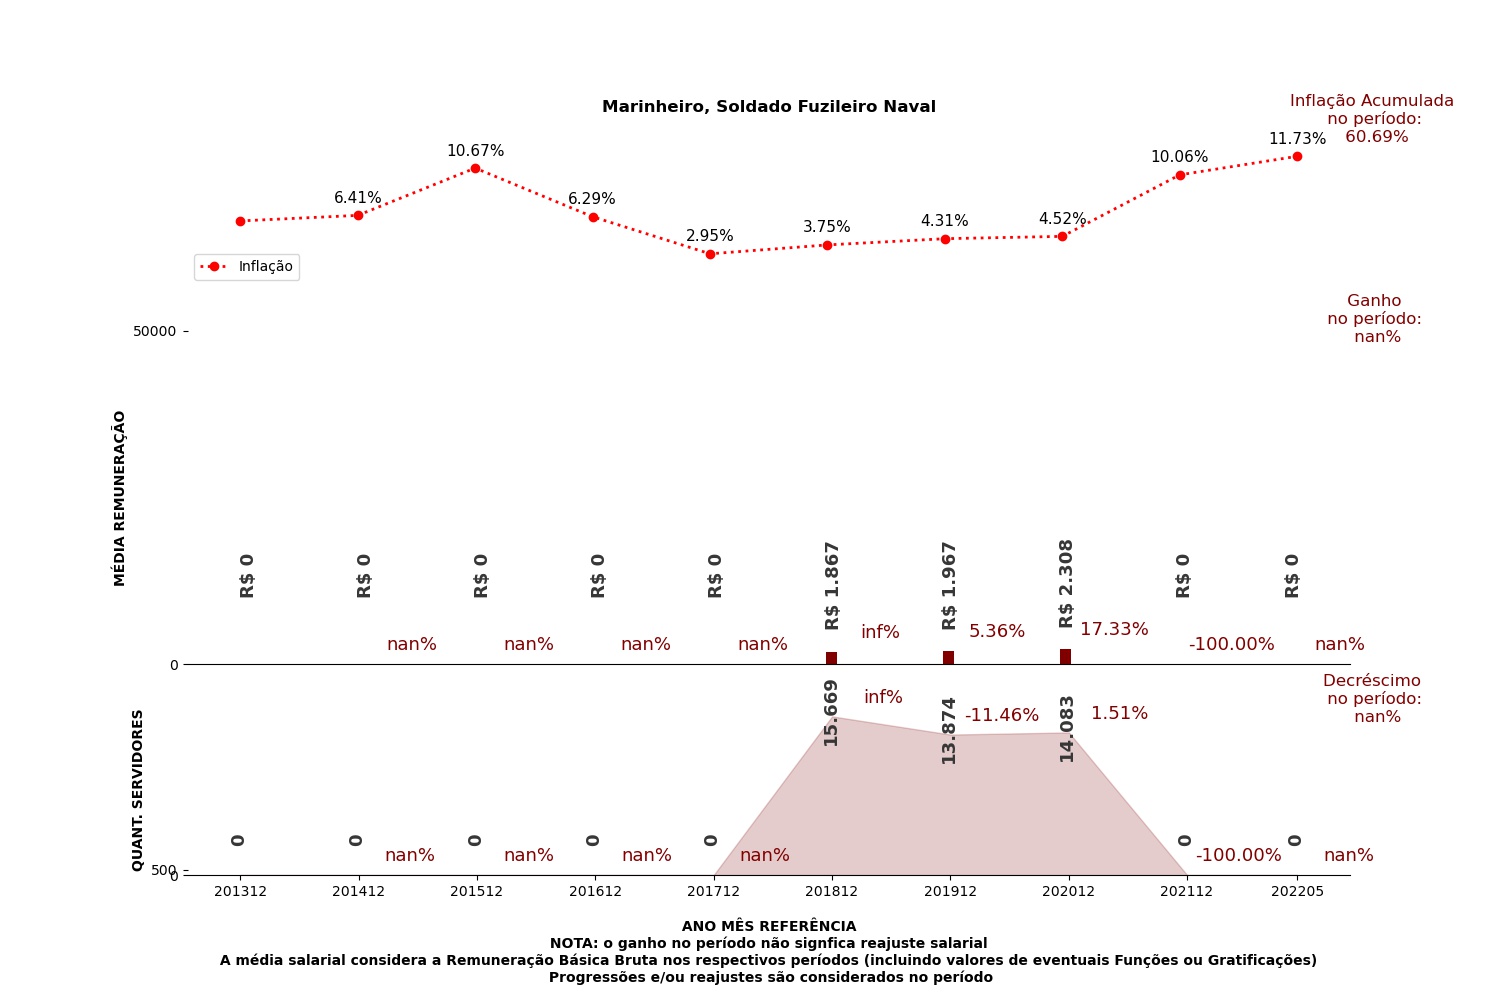 Marinheiro, Soldado Fuzileiro Naval
Inflação Acumulada
no período:
60.69%
6.41%
10.67%
6.29%
2.95%
3.75%
4.31%
4.52%
10.06%
11.73%
Inflação
Ganho
no período:
nan%
50000
0
MÉDIA REMUNERAÇÃO
R$ 0
R$ 0
R$ 0
R$ 0
R$ 0
R$ 1.867
R$ 1.967
R$ 2.308
R$ 0
R$ 0
nan%
nan%
nan%
nan%
inf%
5.36%
17.33%
-100.00%
nan%
Decréscimo
no período:
nan%
QUANT. SERVIDORES
500
0
0
0
0
0
0
15.669
13.874
14.083
0
0
nan%
nan%
nan%
nan%
inf%
-11.46%
1.51%
-100.00%
nan%
201312
201412
201512
201612
201712
201812
201912
202012
202112
202205
ANO MÊS REFERÊNCIA
NOTA: o ganho no período não signfica reajuste salarial
A média salarial considera a Remuneração Básica Bruta nos respectivos períodos (incluindo valores de eventuais Funções ou Gratificações)
Progressões e/ou reajustes são considerados no período